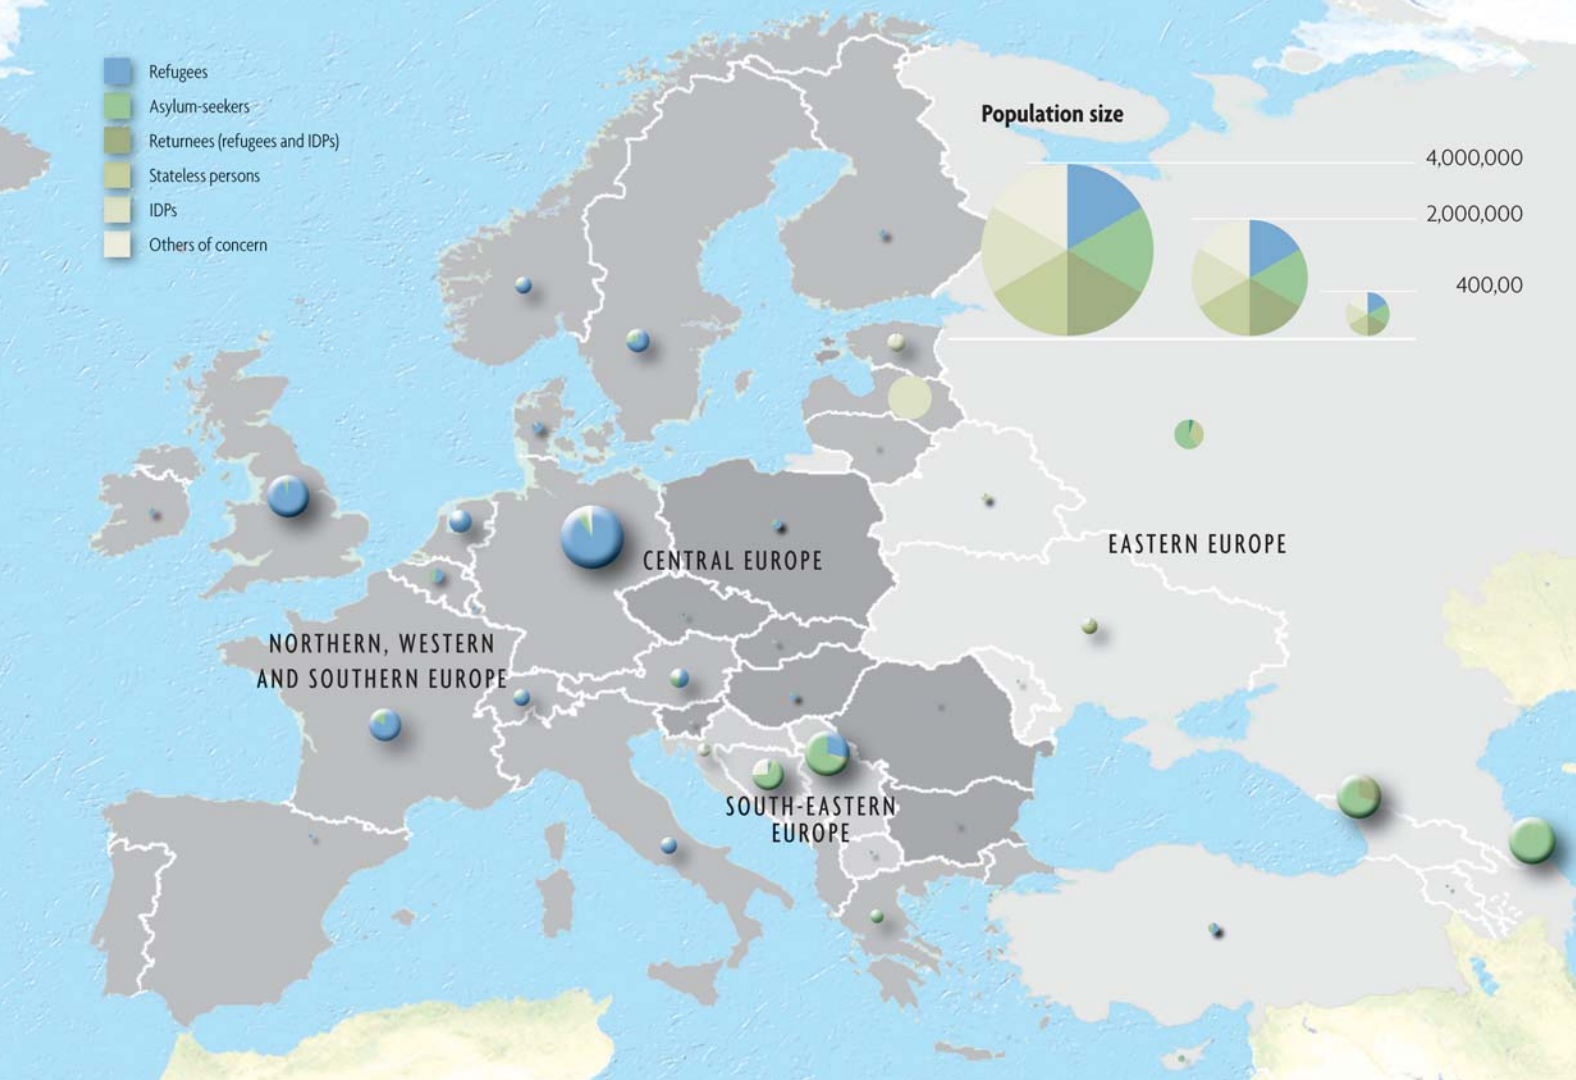 Refugees
Asylum-seekers
Returnees (refugees and IDPs)
Stateless persons
IDPs
Others of concern
Population size
4,000,000
2,000,000
400,00
EASTERN EUROPE
CENTRAL EUROPE
NORTHERN, WESTERN
AND SOUTHERN EUROPE
SOUTH-EASTERN
EUROPE